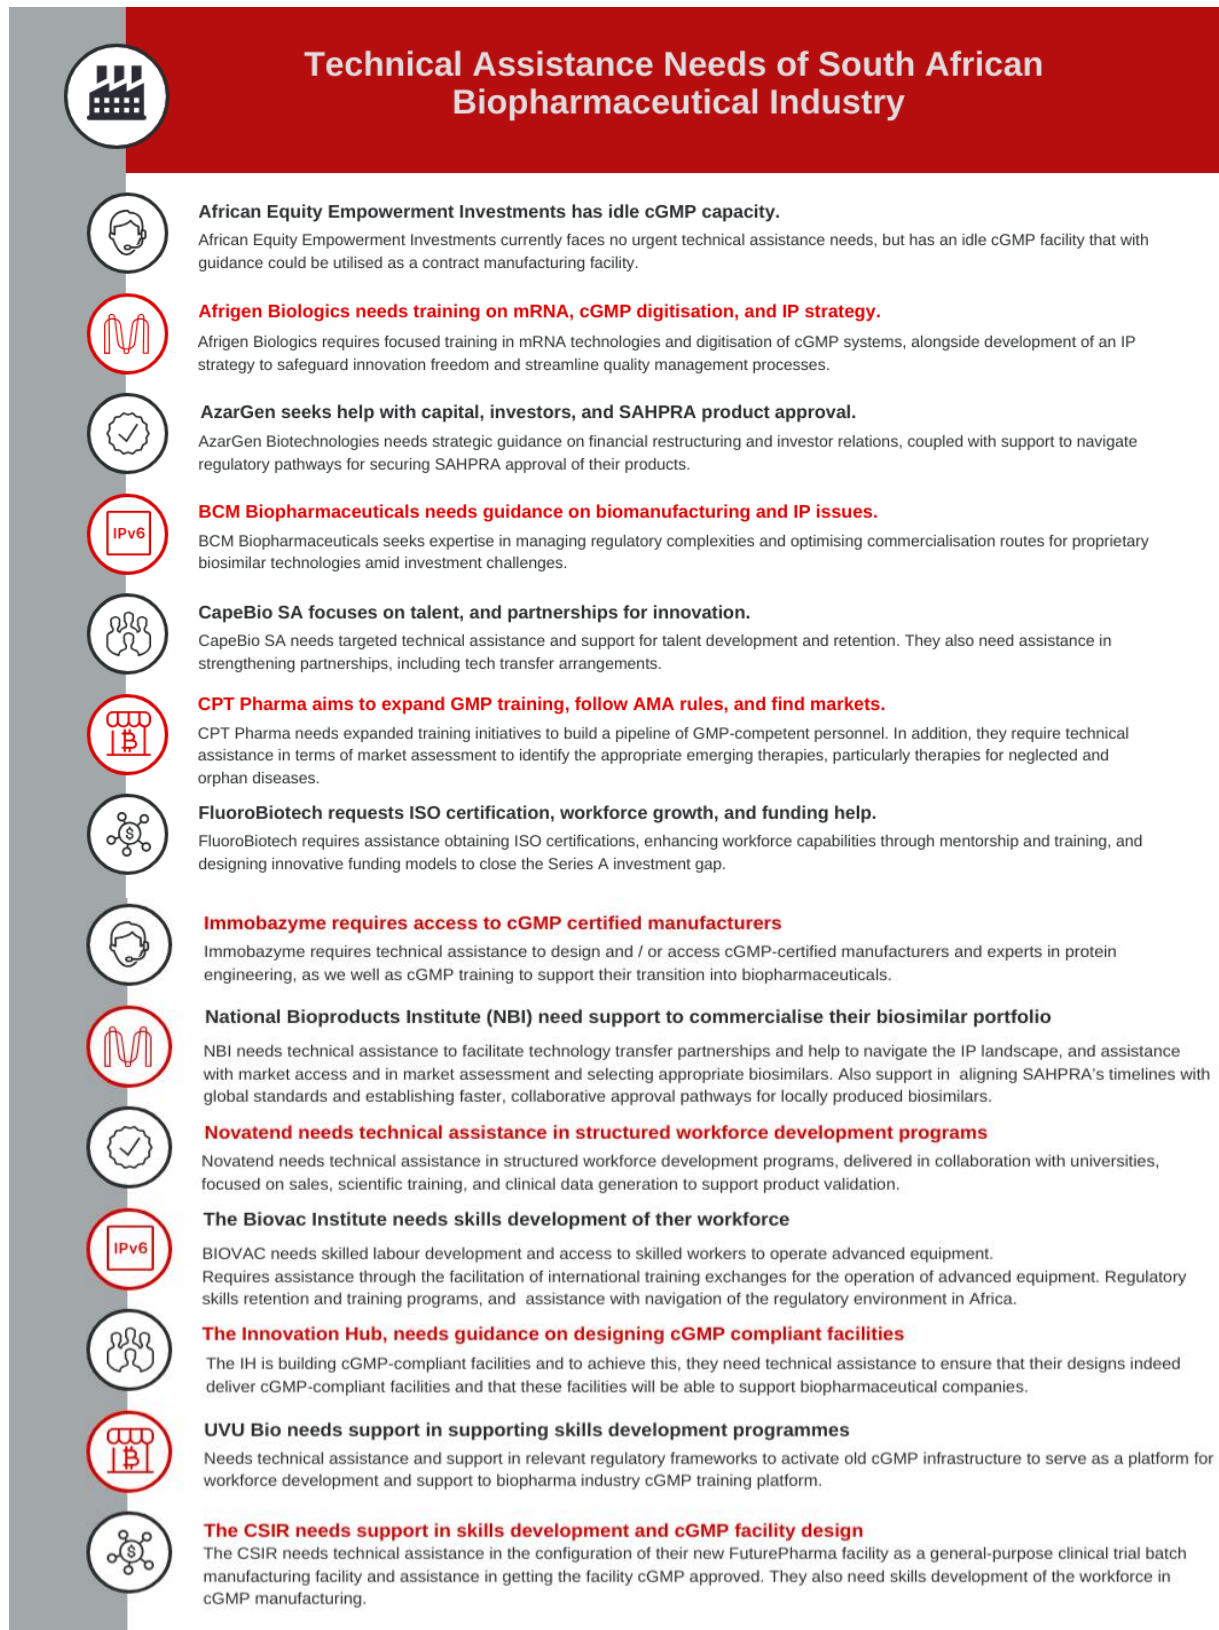 Technical Assistance Needs of South African
Biopharmaceutical Industry
African Equity Empowerment Investments has idle cGMP capacity.
African Equity Empowerment Investments currently faces no urgent technical assistance needs, but has an idle cGMP facility that with
guidance could be utilised as a contract manufacturing facility.
Afrigen Biologics needs training on mRNA, cGMP digitisation, and IP strategy.
Afrigen Biologics requires focused training in mRNA technologies and digitisation of cGMP systems, alongside development of an IP
strategy to safeguard innovation freedom and streamline quality management processes.
AzarGen seeks help with capital, investors, and SAHPRA product approval.
AzarGen Biotechnologies needs strategic guidance on financial restructuring and investor relations, coupled with support to navigate
regulatory pathways for securing SAHPRA approval of their products.
IPv6
BCM Biopharmaceuticals needs guidance on biomanufacturing and IP issues.
BCM Biopharmaceuticals seeks expertise in managing regulatory complexities and optimising commercialisation routes for proprietary
biosimilar technologies amid investment challenges.
CapeBio SA focuses on talent, and partnerships for innovation.
CapeBio SA needs targeted technical assistance and support for talent development and retention. They also need assistance in
strengthening partnerships, including tech transfer arrangements.
CPT Pharma aims to expand GMP training, follow AMA rules, and find markets.
CPT Pharma needs expanded training initiatives to build a pipeline of GMP-competent personnel. In addition, they require technical
assistance in terms of market assessment to identify the appropriate emerging therapies, particularly therapies for neglected and
orphan diseases.
FluoroBiotech requests ISO certification, workforce growth, and funding help.
FluoroBiotech requires assistance obtaining ISO certifications, enhancing workforce capabilities through mentorship and training, and
designing innovative funding models to close the Series A investment gap.
Immobazyme requires access to cGMP certified manufacturers
Immobazyme requires technical assistance to design and / or access cGMP-certified manufacturers and experts in protein
engineering, as we well as cGMP training to support their transition into biopharmaceuticals.
National Bioproducts Institute (NBI) need support to commercialise their biosimilar portfolio
NBI needs technical assistance to facilitate technology transfer partnerships and help to navigate the IP landscape, and assistance
with market access and in market assessment and selecting appropriate biosimilars. Also support in aligning SAHPRA's timelines with
global standards and establishing faster, collaborative approval pathways for locally produced biosimilars.
Novatend needs technical assistance in structured workforce development programs
Novatend needs technical assistance in structured workforce development programs, delivered in collaboration with universities,
focused on sales, scientific training, and clinical data generation to support product validation.
IPv6
The Biovac Institute needs skills development of ther workforce
BIOVAC needs skilled labour development and access to skilled workers to operate advanced equipment.
Requires assistance through the facilitation of international training exchanges for the operation of advanced equipment. Regulatory
skills retention and training programs, and assistance with navigation of the regulatory environment in Africa.
The Innovation Hub, needs guidance on designing cGMP compliant facilities
The IH is building cGMP-compliant facilities and to achieve this, they need technical assistance to ensure that their designs indeed
deliver cGMP-compliant facilities and that these facilities will be able to support biopharmaceutical companies.
UVU Bio needs support in supporting skills development programmes
Needs technical assistance and support in relevant regulatory frameworks to activate old cGMP infrastructure to serve as a platform for
workforce development and support to biopharma industry cGMP training platform.
The CSIR needs support in skills development and cGMP facility design
The CSIR needs technical assistance in the configuration of their new FuturePharma facility as a general-purpose clinical trial batch
manufacturing facility and assistance in getting the facility cGMP approved. They also need skills development of the workforce in
cGMP manufacturing.